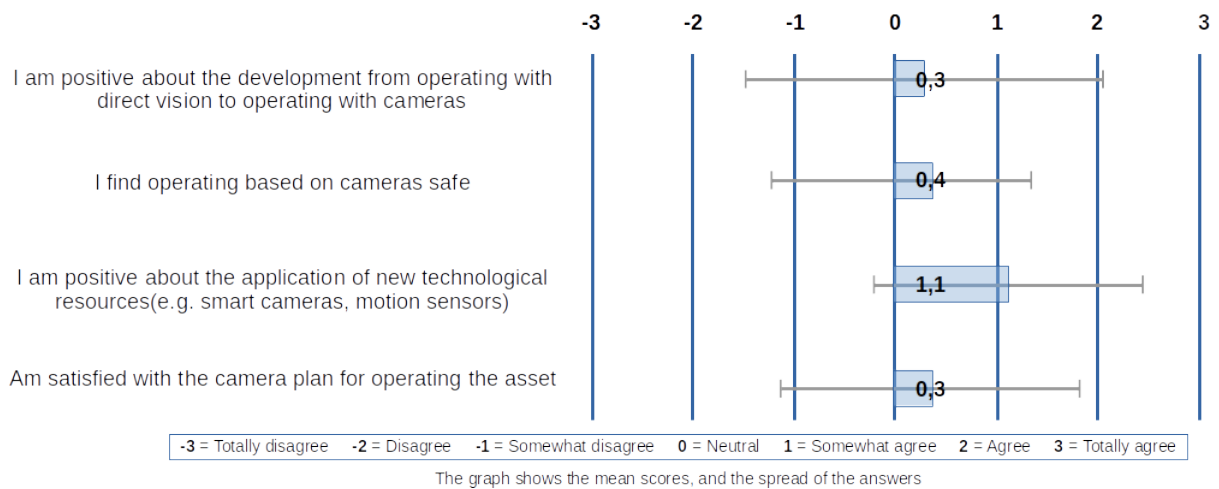 -3 -2 -1 0 1 2 3
I am positive about the development from operating with
direct vision to operating with cameras
0,3
I find operating based on cameras safe
0,4
I am positive about the application of new technological
resources(e.g. smart cameras, motion sensors)
1,1
Am satisfied with the camera plan for operating the asset
0,3
-3 = Totally disagree -2 = Disagree -1 = Somewhat disagree 0 = Neutral 1 = Somewhat agree 2 = Agree 3 = Totally agree
The graph shows the mean scores, and the spread of the answers